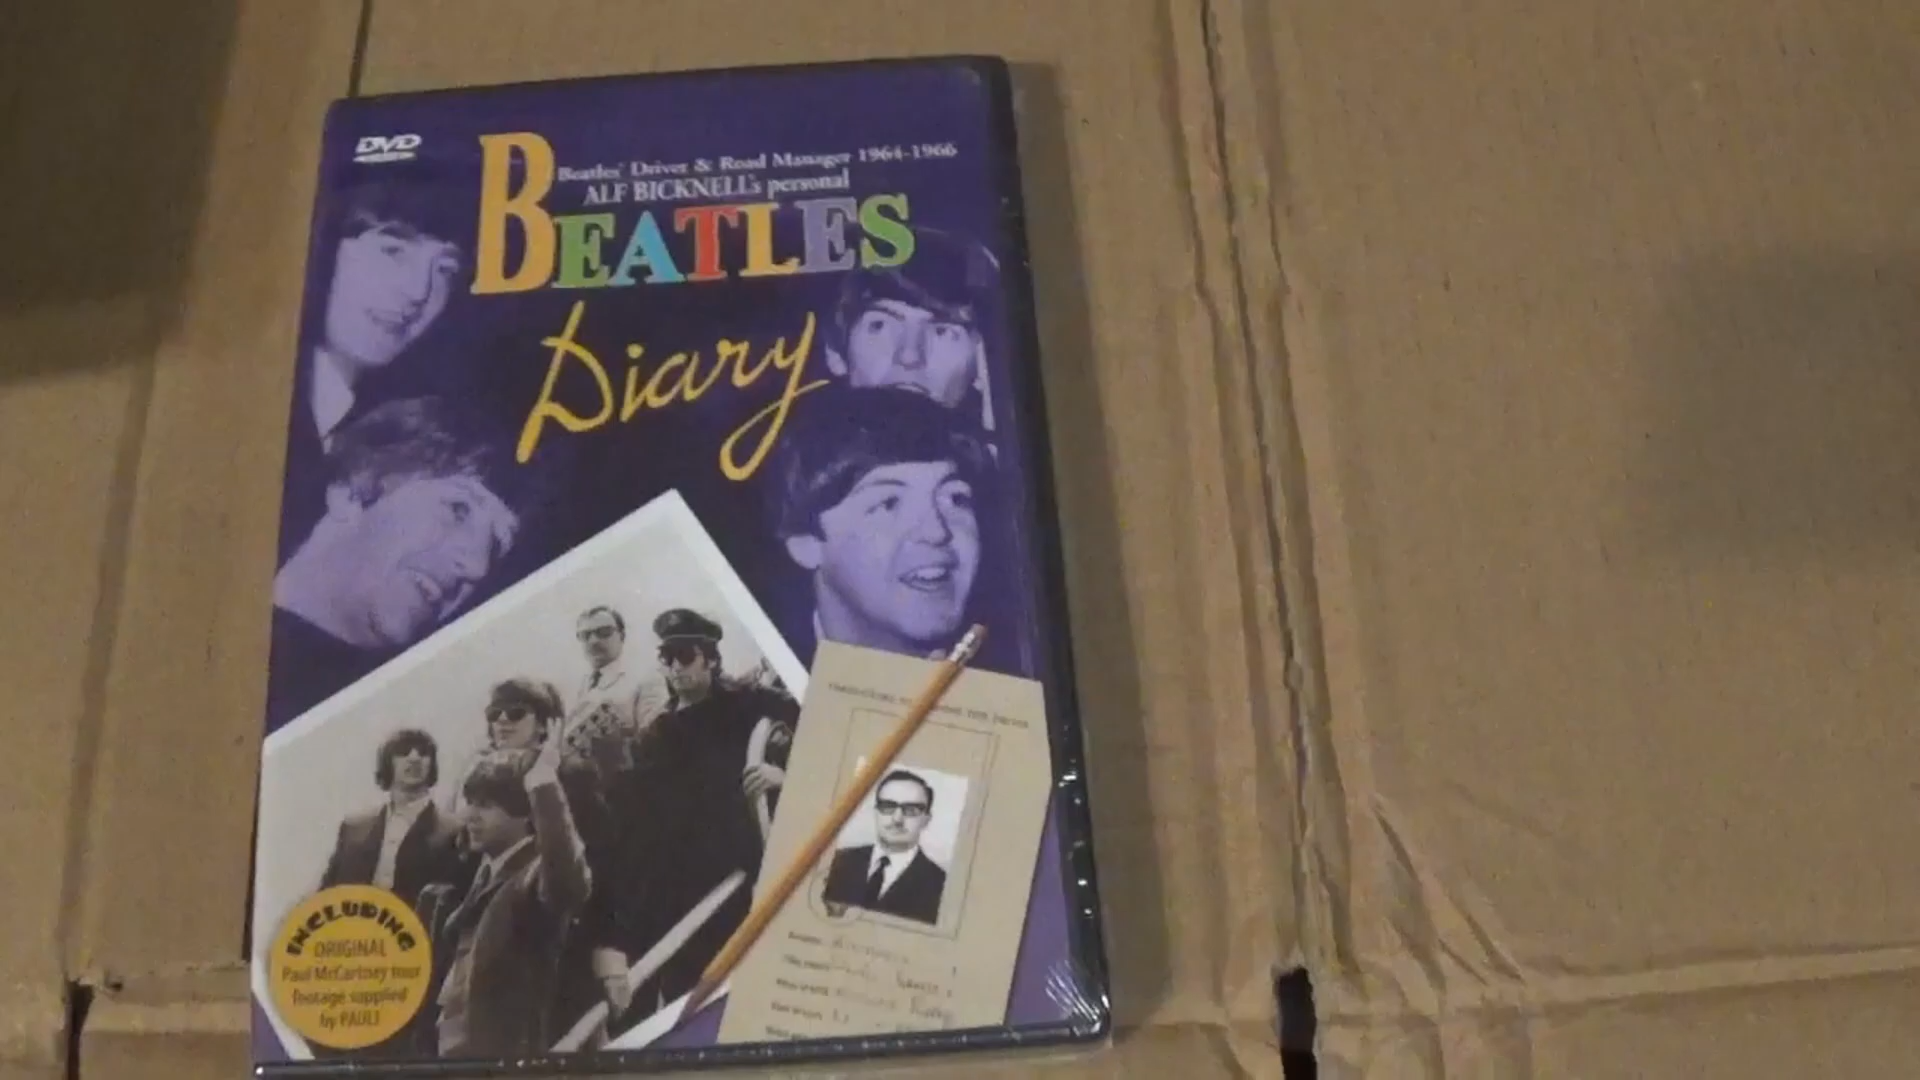 DVD
Beatles' Driver & Road Manager 1964-1966
ALF BICKNELL's personal
BEATLES
Diary
INCLUDING
ORIGINAL
Paul McCartney tour
footage supplied
by PAUL!